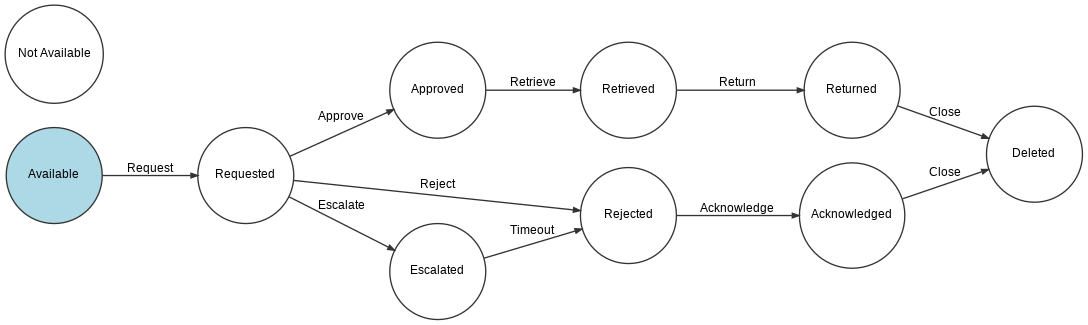 Not Available
Available
Request
Requested
Approve
Reject
Escalate
Approved
Escalated
Retrieve
Timeout
Retrieved
Rejected
Return
Acknowledge
Returned
Acknowledged
Close
Close
Deleted